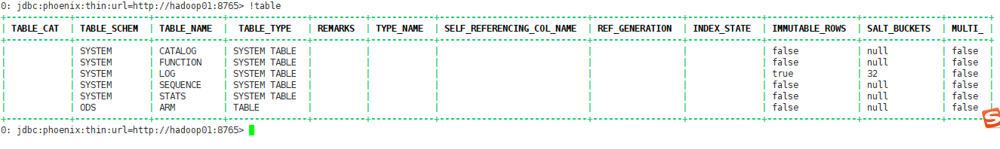 0: jdbc:phoenix:thin:url=http://hadoop01:8765> !table
| TABLE_CAT | TABLE_SCHEM | TABLE_NAME | TABLE_TYPE | REMARKS | TYPE_NAME | SELF_REFERENCING_COL_NAME | REF_GENERATION | INDEX_STATE | IMMUTABLE_ROWS | SALT_BUCKETS | MULTI_ |
| | SYSTEM | CATALOG | SYSTEM TABLE | | | | | | false | null | false |
| | SYSTEM | FUNCTION | SYSTEM TABLE | | | | | | false | null | false |
| | SYSTEM | LOG | SYSTEM TABLE | | | | | | true | 32 | false |
| | SYSTEM | SEQUENCE | SYSTEM TABLE | | | | | | false | null | false |
| | SYSTEM | STATS | SYSTEM TABLE | | | | | | false | null | false |
| | ODS | ARM | TABLE | | | | | | false | null | false |
0: jdbc:phoenix:thin:url=http://hadoop01:8765>
S